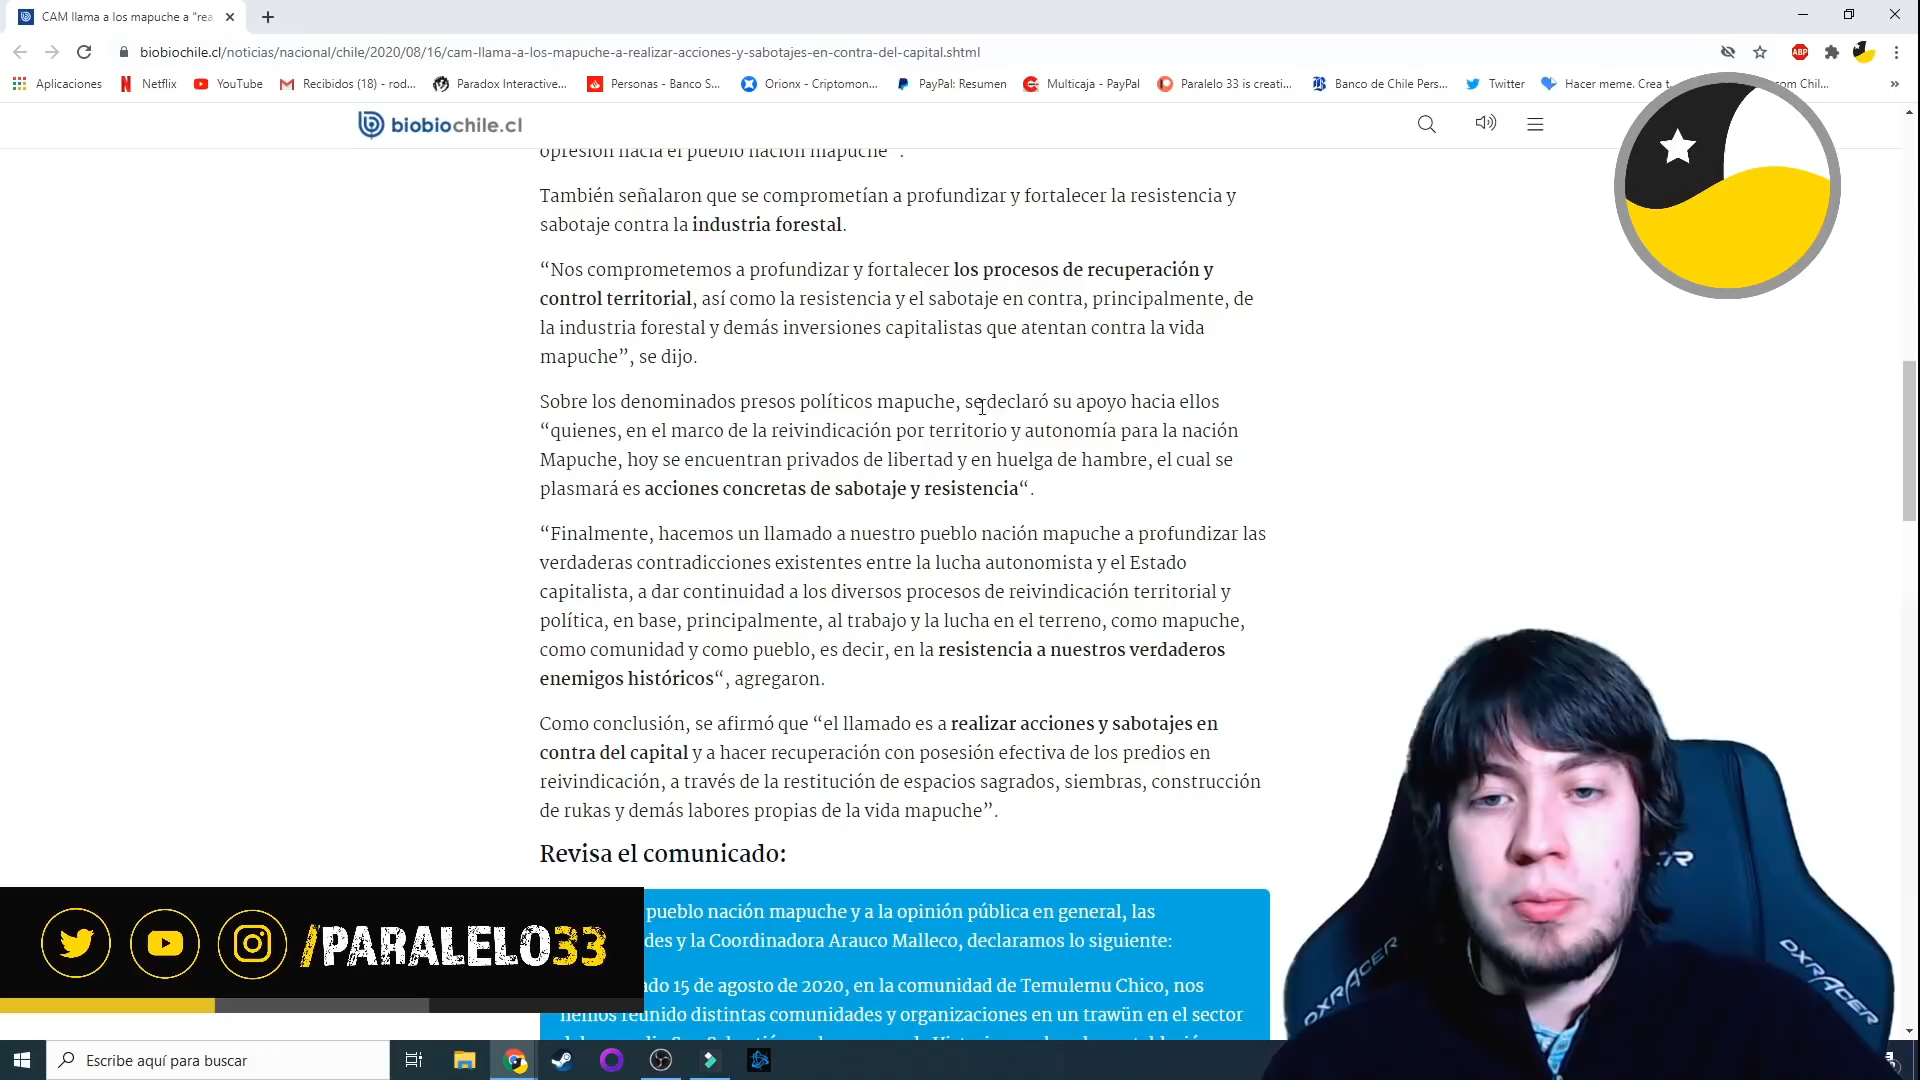 CAM llama a los mapuche a "rea
biobiochile.cl/noticias/nacional/chile/2020/08/16/cam-llama-a-los-mapuche-a-realizar-acciones-y-sabotajes-en-contra-del-capital.shtml
ABP
Aplicaciones
Netflix
YouTube
Recibidos (18) - rod...
Paradox Interactive...
Personas - Banco S...
Orionx - Criptomon...
PayPal: Resumen
Multicaja - PayPal
Paralelo 33 is creati...
Banco de Chile Pers...
Twitter
Hacer meme. Crea t
om Chil...
»
biobiochile.cl
opresión hacia el pueblo nación mapuche”.
También señalaron que se comprometían a profundizar y fortalecer la resistencia y
sabotaje contra la industria forestal.
“Nos comprometemos a profundizar y fortalecer los procesos de recuperación y
control territorial, así como la resistencia y el sabotaje en contra, principalmente, de
la industria forestal y demás inversiones capitalistas que atentan contra la vida
mapuche”, se dijo.
Sobre los denominados presos políticos mapuche, se declaró su apoyo hacia ellos
“quienes, en el marco de la reivindicación por territorio y autonomía para la nación
Mapuche, hoy se encuentran privados de libertad y en huelga de hambre, el cual se
plasmará es acciones concretas de sabotaje y resistencia“.
“Finalmente, hacemos un llamado a nuestro pueblo nación mapuche a profundizar las
verdaderas contradicciones existentes entre la lucha autonomista y el Estado
capitalista, a dar continuidad a los diversos procesos de reivindicación territorial y
política, en base, principalmente, al trabajo y la lucha en el terreno, como mapuche,
como comunidad y como pueblo, es decir, en la resistencia a nuestros verdaderos
enemigos históricos“, agregaron.
Como conclusión, se afirmó que “el llamado es a realizar acciones y sabotajes en
contra del capital y a hacer recuperación con posesión efectiva de los predios en
reivindicación, a través de la restitución de espacios sagrados, siembras, construcción
de rukas y demás labores propias de la vida mapuche”.
Revisa el comunicado:
pueblo nación mapuche y a la opinión pública en general, las
des y la Coordinadora Arauco Malleco, declaramos lo siguiente:
ado 15 de agosto de 2020, en la comunidad de Temulemu Chico, nos
hemos reunido distintas comunidades y organizaciones en un trawün en el sector
/PARALELO33
DXRACER
DXRACER
Escribe aquí para buscar